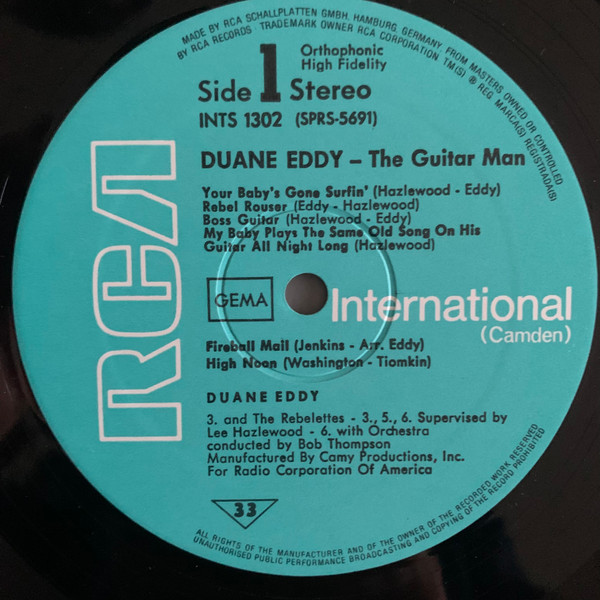 MADE BY RCA SCHALLPLATTEN GMBH, HAMBURG, GERMANY, FROM MASTERS OWNED OR CONTROLLED
BY RCA RECORDS · TRADEMARK OWNER RCA CORPORATION TM(S) ® REG. MARCA(S) REGISTRADA(S)
Side 1 Stereo
Orthophonic
High Fidelity
INTS 1302 (SPRS-5691)
DUANE EDDY – The Guitar Man
Your Baby's Gone Surfin' (Hazlewood - Eddy)
Rebel Rouser (Eddy - Hazlewood)
Boss Guitar (Hazlewood - Eddy)
My Baby Plays The Same Old Song On His
Guitar All Night Long (Hazlewood)
RCA
GEMA
International
(Camden)
Fireball Mail (Jenkins - Arr. Eddy)
High Noon (Washington - Tiomkin)
DUANE EDDY
3. and The Rebelettes - 3., 5., 6. Supervised by
Lee Hazlewood - 6. with Orchestra
conducted by Bob Thompson
Manufactured By Camy Productions, Inc.
For Radio Corporation Of America
33
ALL RIGHTS OF THE MANUFACTURER AND OF THE OWNER OF THE RECORDED WORK RESERVED
UNAUTHORISED PUBLIC PERFORMANCE BROADCASTING AND COPYING OF THE RECORD PROHIBITED